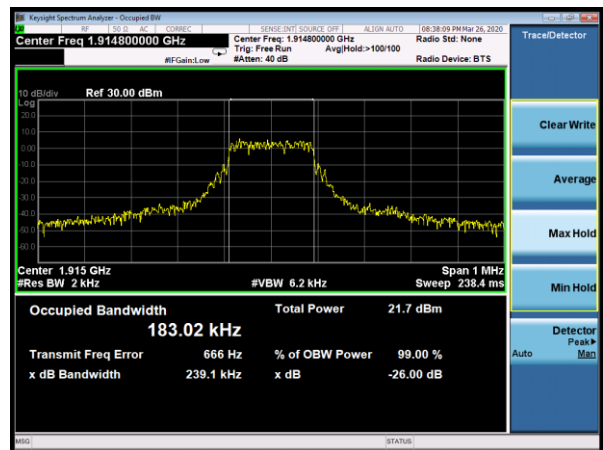 Keysight Spectrum Analyzer - Occupied BW
RF 50 Ω AC CORREC SENSE:INT SOURCE OFF ALIGN AUTO 08:38:09 PM Mar 26, 2020
Center Freq 1.914800000 GHz Center Freq: 1.914800000 GHz Radio Std: None
Trig: Free Run Avg|Hold:>100/100
#IFGain:Low #Atten: 40 dB Radio Device: BTS
Trace/Detector
10 dB/div Ref 30.00 dBm
Log
20.0
10.0
0.00
-10.0
-20.0
-30.0
-40.0
-50.0
-60.0
Center 1.915 GHz Span 1 MHz
#Res BW 2 kHz #VBW 6.2 kHz Sweep 238.4 ms
Occupied Bandwidth Total Power 21.7 dBm
183.02 kHz
Transmit Freq Error 666 Hz % of OBW Power 99.00 %
x dB Bandwidth 239.1 kHz x dB -26.00 dB
Clear Write
Average
Max Hold
Min Hold
Detector
Peak▶
Auto Man
MSG STATUS